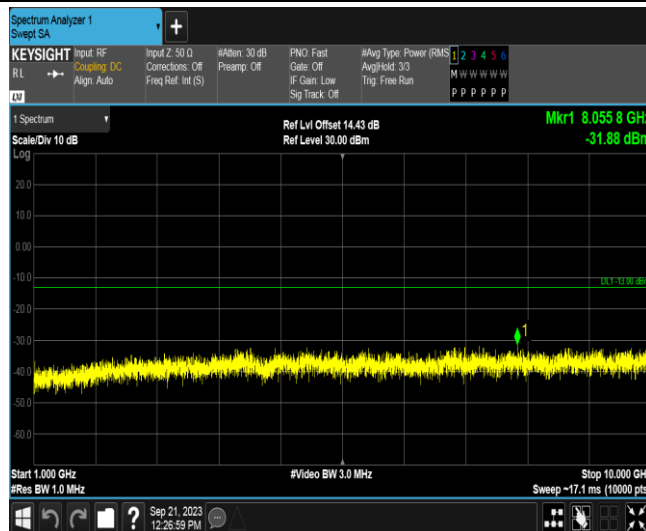 Spectrum Analyzer 1
Swept SA
+
KEYSIGHT
RL
LXI
Input: RF
Coupling: DC
Align: Auto
Input Z: 50 Ω
Corrections: Off
Freq Ref: Int (S)
#Atten: 30 dB
Preamp: Off
PNO: Fast
Gate: Off
IF Gain: Low
Sig Track: Off
#Avg Type: Power (RMS
Avg|Hold: 3/3
Trig: Free Run
1 2 3 4 5 6
M W W W W W
P P P P P P
1 Spectrum
Scale/Div 10 dB
Log
Ref Lvl Offset 14.43 dB
Ref Level 30.00 dBm
Mkr1 8.055 8 GHz
-31.88 dBm
20.0
10.0
0.00
-10.0
DL1 -13.00 dBm
-20.0
-30.0
1
-40.0
-50.0
-60.0
Start 1.000 GHz
#Res BW 1.0 MHz
#Video BW 3.0 MHz
Stop 10.000 GHz
Sweep ~17.1 ms (10000 pts
?
Sep 21, 2023
12:26:59 PM